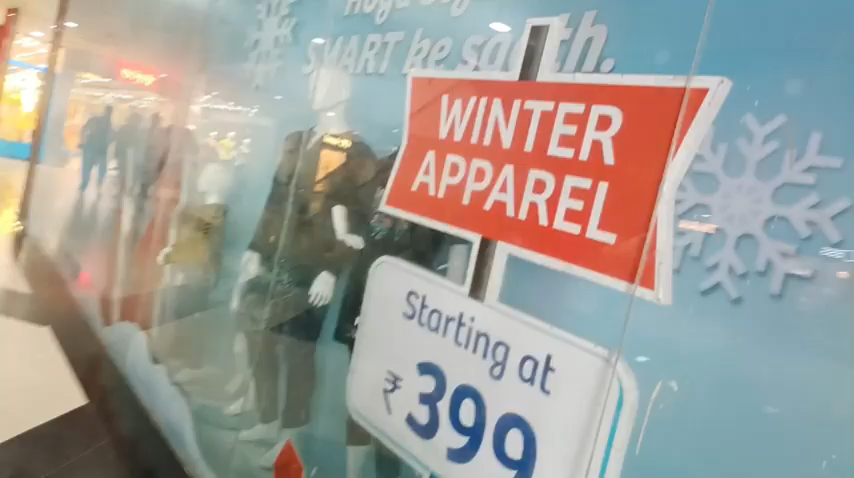 SMART ke saath.
WINTER
APPAREL
Starting at
₹399